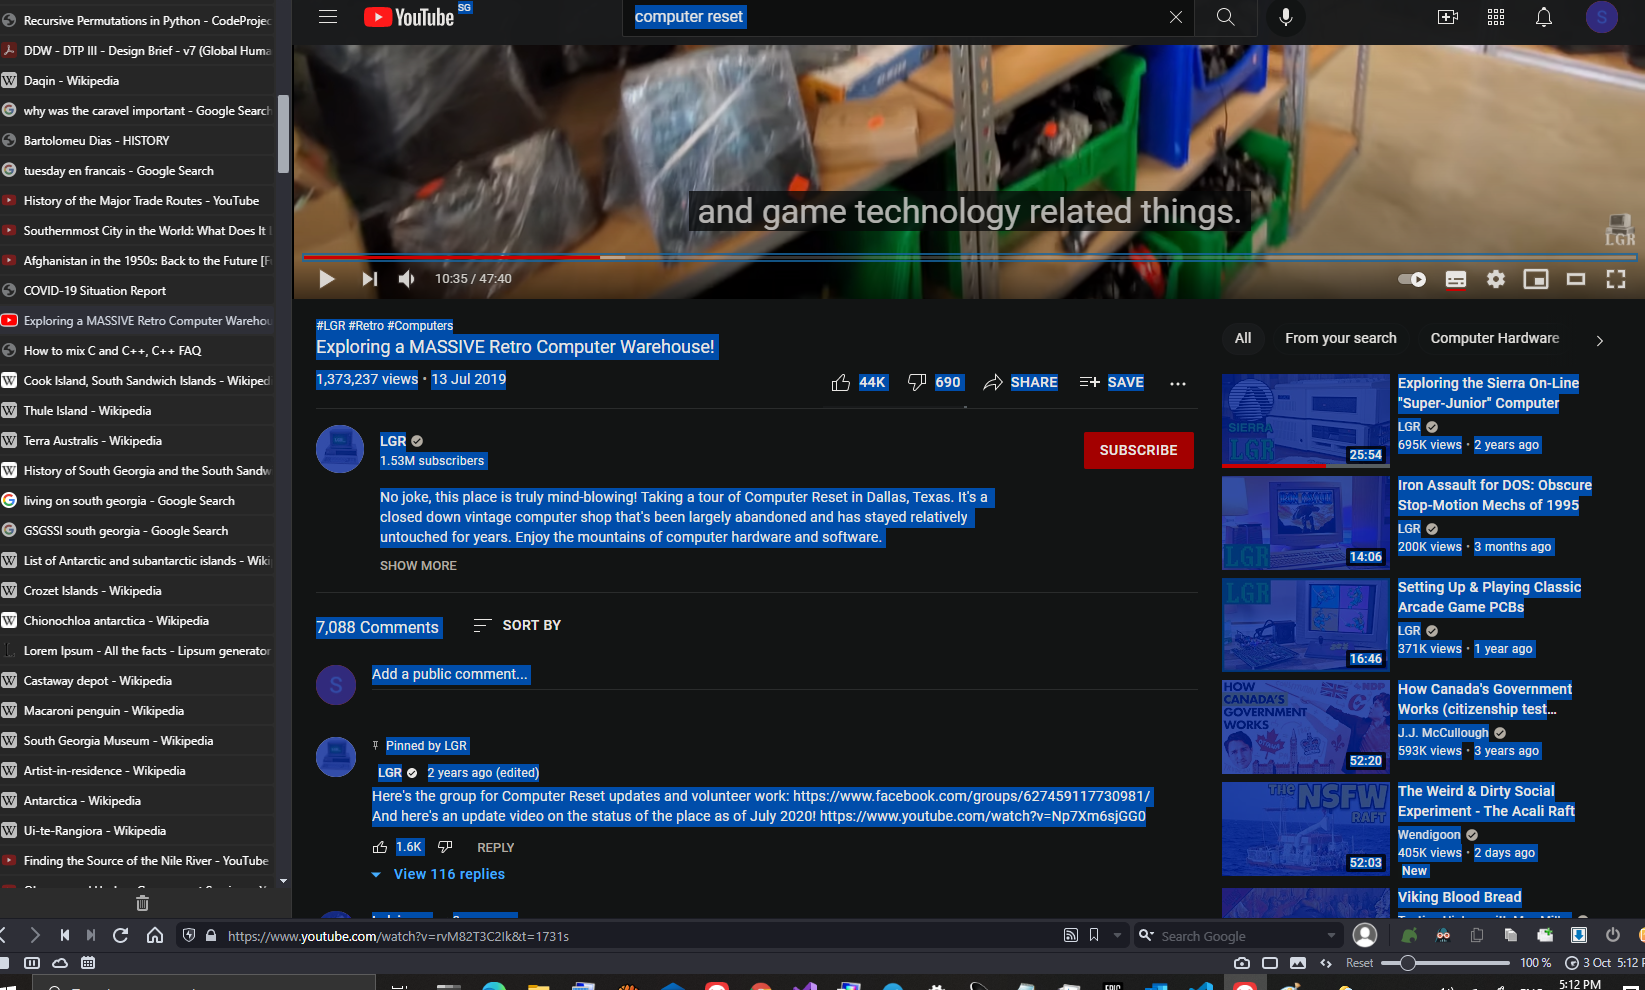 Recursive Permutations in Python - CodeProjec
DDW - DTP III - Design Brief - v7 (Global Huma
Daqin - Wikipedia
why was the caravel important - Google Search
Bartolomeu Dias - HISTORY
tuesday en francais - Google Search
History of the Major Trade Routes - YouTube
Southernmost City in the World: What Does It
Afghanistan in the 1950s: Back to the Future [F
COVID-19 Situation Report
Exploring a MASSIVE Retro Computer Warehou
How to mix C and C++, C++ FAQ
Cook Island, South Sandwich Islands - Wikiped
Thule Island - Wikipedia
Terra Australis - Wikipedia
History of South Georgia and the South Sandw
living on south georgia - Google Search
GSGSSI south georgia - Google Search
List of Antarctic and subantarctic islands - Wiki
Crozet Islands - Wikipedia
Chionochloa antarctica - Wikipedia
Lorem Ipsum - All the facts - Lipsum generator
Castaway depot - Wikipedia
Macaroni penguin - Wikipedia
South Georgia Museum - Wikipedia
Artist-in-residence - Wikipedia
Antarctica - Wikipedia
Ui-te-Rangiora - Wikipedia
Finding the Source of the Nile River - YouTube
YouTube SG
computer reset
S
and game technology related things.
LGR
10:35 / 47:40
#LGR #Retro #Computers
Exploring a MASSIVE Retro Computer Warehouse!
1,373,237 views • 13 Jul 2019
44K 690 SHARE SAVE
LGR
1.53M subscribers
SUBSCRIBE
No joke, this place is truly mind-blowing! Taking a tour of Computer Reset in Dallas, Texas. It's a
closed down vintage computer shop that's been largely abandoned and has stayed relatively
untouched for years. Enjoy the mountains of computer hardware and software.
SHOW MORE
7,088 Comments SORT BY
S
Add a public comment...
Pinned by LGR
LGR 2 years ago (edited)
Here's the group for Computer Reset updates and volunteer work: https://www.facebook.com/groups/627459117730981/
And here's an update video on the status of the place as of July 2020! https://www.youtube.com/watch?v=Np7Xm6sjGG0
1.6K REPLY
View 116 replies
All From your search Computer Hardware
SIERRA
LGR
25:54
Exploring the Sierra On-Line
"Super-Junior" Computer
LGR
695K views • 2 years ago
LGR
14:06
Iron Assault for DOS: Obscure
Stop-Motion Mechs of 1995
LGR
200K views • 3 months ago
LGR
16:46
Setting Up & Playing Classic
Arcade Game PCBs
LGR
371K views • 1 year ago
HOW
CANADA'S
GOVERNMENT
WORKS
NDP
52:20
How Canada's Government
Works (citizenship test...
J.J. McCullough
593K views • 3 years ago
THE NSFW
RAFT
52:03
The Weird & Dirty Social
Experiment - The Acali Raft
Wendigoon
405K views • 2 days ago
New
Viking Blood Bread
https://www.youtube.com/watch?v=rvM82T3C2Ik&t=1731s
Search Google
Reset 100 % 3 Oct 5:12 P
5:12 PM